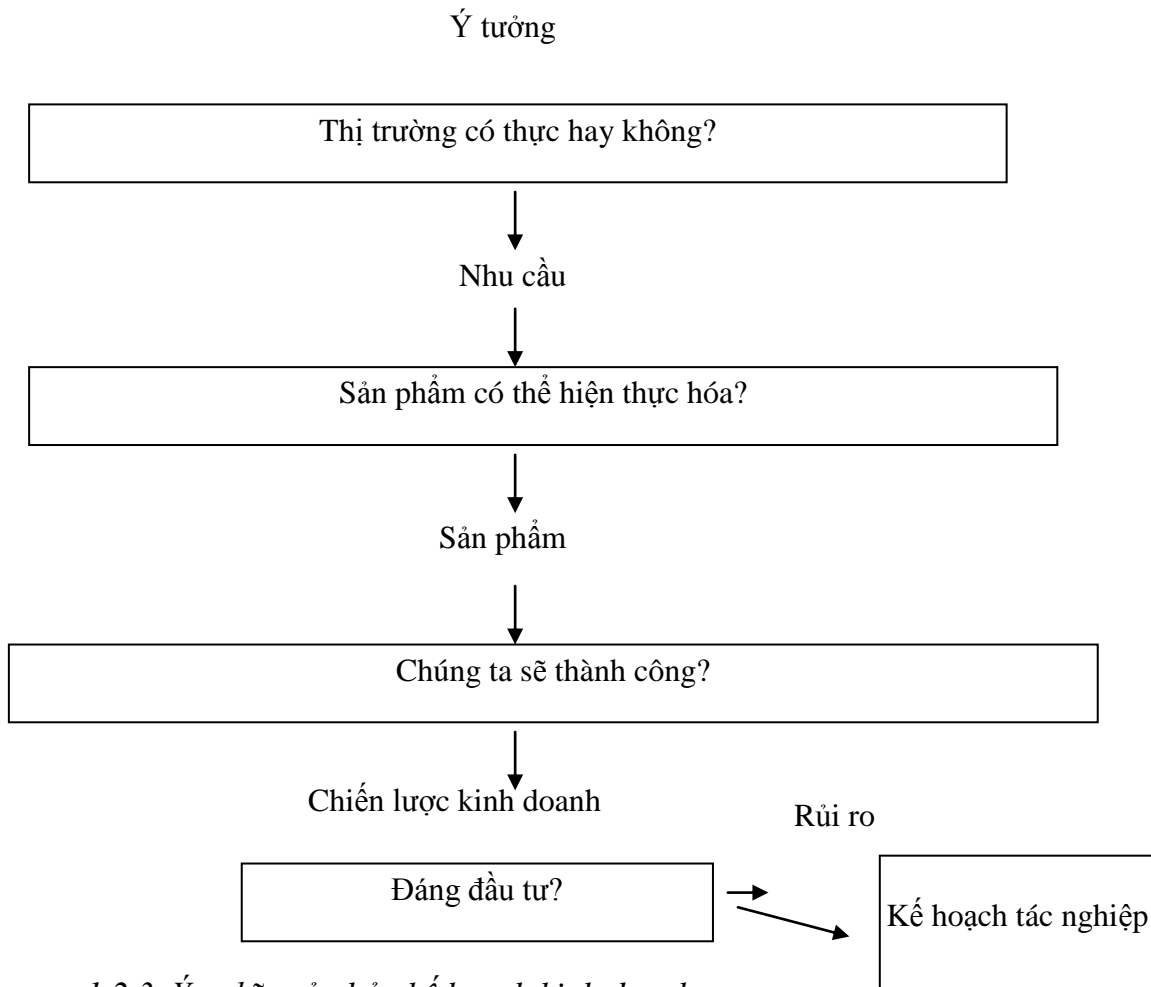 Ý tưởng
Thị trường có thực hay không?
Nhu cầu
Sản phẩm có thể hiện thực hóa?
Sản phẩm
Chúng ta sẽ thành công?
Chiến lược kinh doanh
Rủi ro
Đáng đầu tư?
Kế hoạch tác nghiệp